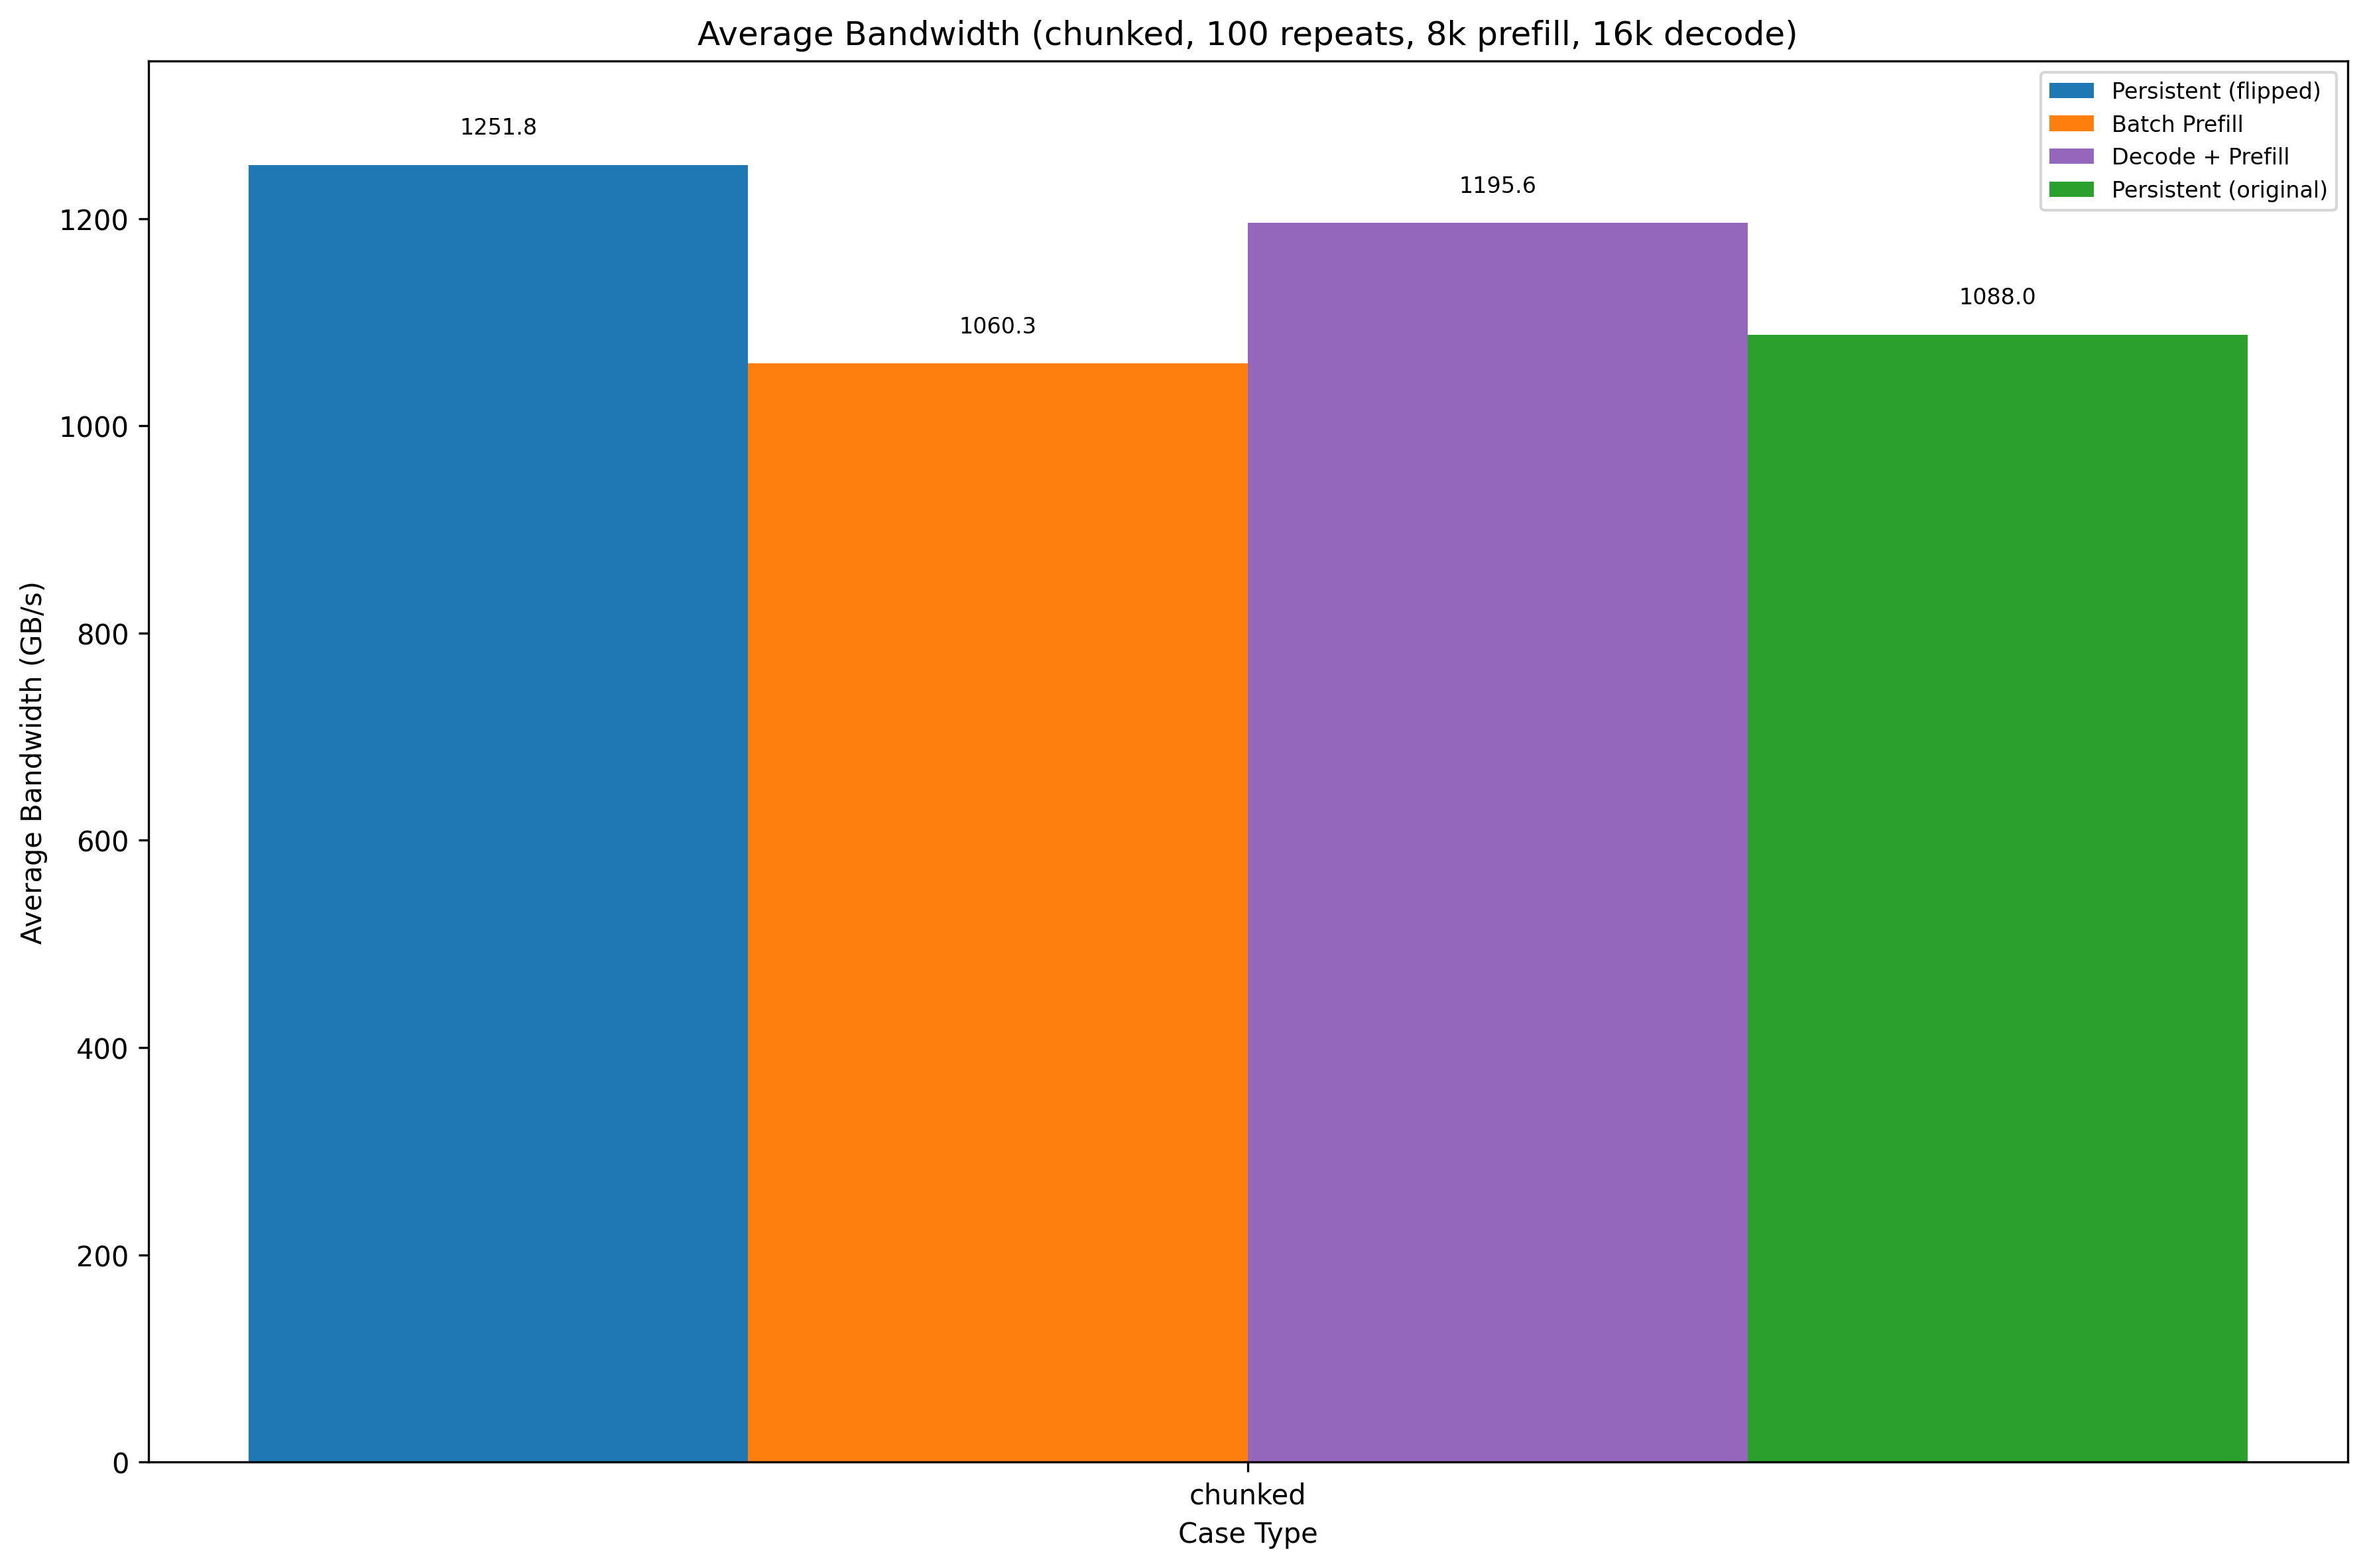 Average Bandwidth (chunked, 100 repeats, 8k prefill, 16k decode)
Persistent (flipped)
Batch Prefill
Decode + Prefill
Persistent (original)
1251.8
1060.3
1195.6
1088.0
Average Bandwidth (GB/s)
1200
1000
800
600
400
200
0
chunked
Case Type